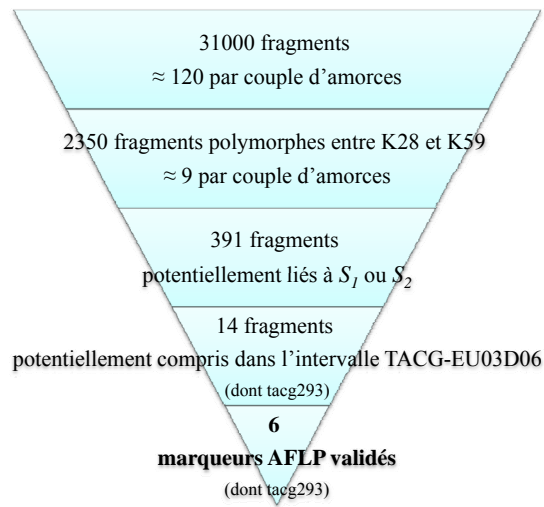 31000 fragments
≈ 120 par couple d’amorces
2350 fragments polymorphes entre K28 et K59
≈ 9 par couple d’amorces
391 fragments
potentiellement liés à S1 ou S2
14 fragments
potentiellement compris dans l’intervalle TACG-EU03D06
(dont tacg293)
6
marqueurs AFLP validés
(dont tacg293)